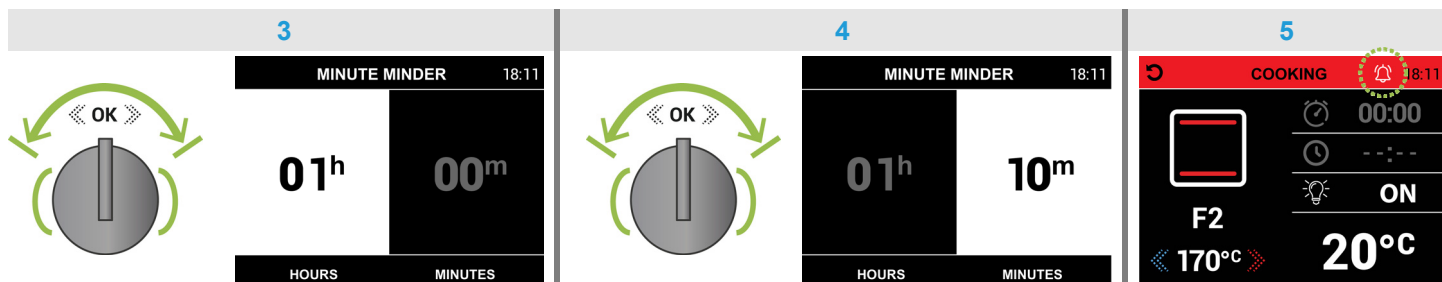 3
OK
MINUTE MINDER 18:11
01h 00m
HOURS MINUTES
4
OK
MINUTE MINDER 18:11
01h 10m
HOURS MINUTES
5
COOKING 18:11
00:00
--:--
ON
F2
170°C
20°C